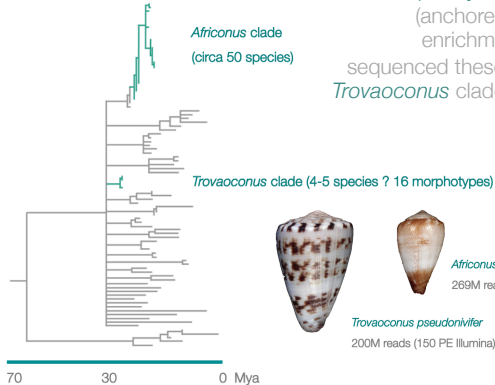 (anchore
enrichm
sequenced these
Trovaoconus clade
Africonus clade
(circa 50 species)
Trovaoconus clade (4-5 species ? 16 morphotypes)
Africonus
269M rea
Trovaoconus pseudonivifer
200M reads (150 PE Illumina)
70 30 0 Mya